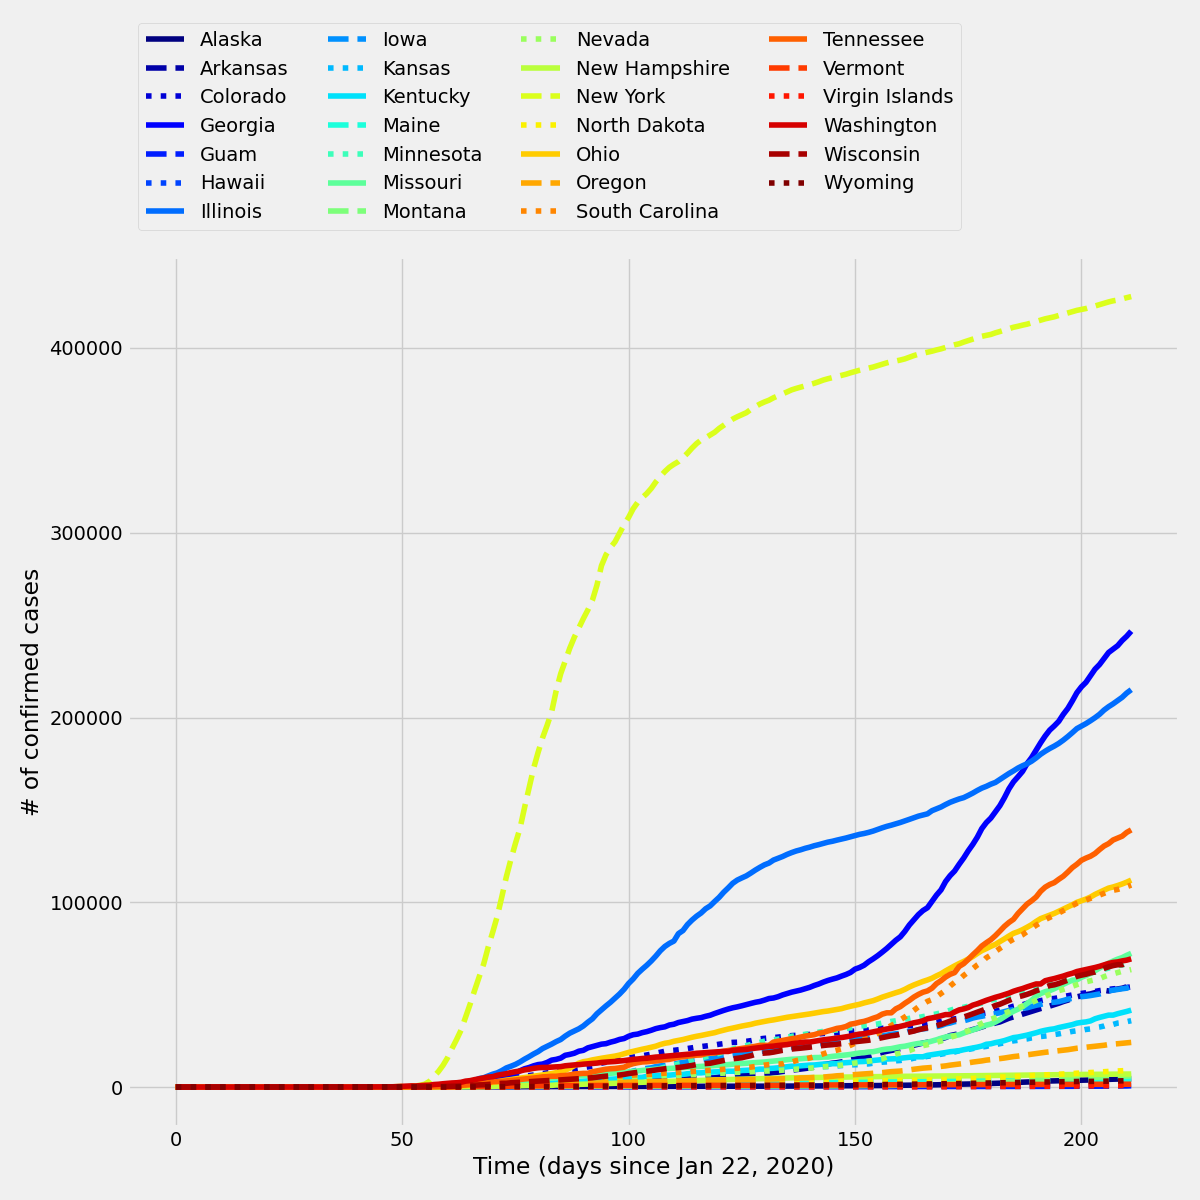 Alaska
Arkansas
Colorado
Georgia
Guam
Hawaii
Illinois
Iowa
Kansas
Kentucky
Maine
Minnesota
Missouri
Montana
Nevada
New Hampshire
New York
North Dakota
Ohio
Oregon
South Carolina
Tennessee
Vermont
Virgin Islands
Washington
Wisconsin
Wyoming
# of confirmed cases
400000
300000
200000
100000
0
0 50 100 150 200
Time (days since Jan 22, 2020)